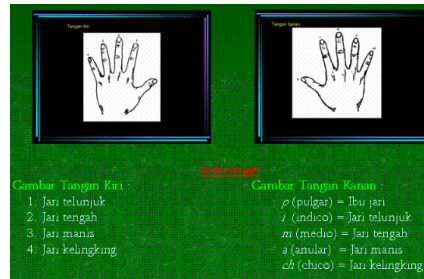 Tangan kiri
Tangan kanan
keterangan
Gambar Tangan Kiri :
1. Jari telunjuk
2. Jari tengah
3. Jari manis
4. Jari kelingking
Gambar Tangan Kanan :
p (pulgar) = Ibu jari
i (indico) = Jari telunjuk
m (medio) = Jari tengah
a (anular) = Jari manis
ch (chico) = Jari kelingking